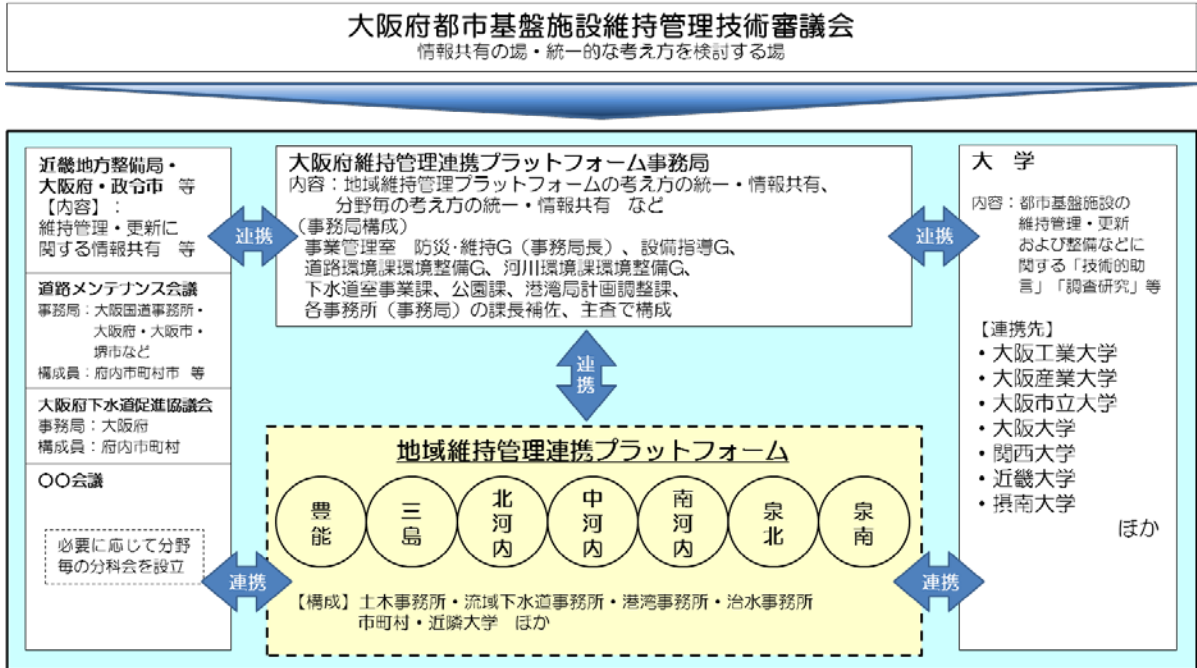 大阪府都市基盤施設維持管理技術審議会
情報共有の場・統一的な考え方を検討する場
近畿地方整備局・
大阪府・政令市 等
【内容】：
維持管理・更新に
関する情報共有 等
道路メンテナンス会議
事務局：大阪国道事務所・
大阪府・大阪市・
堺市など
構成員：府内市町村市 等
大阪府下水道促進協議会
事務局：大阪府
構成員：府内市町村
〇〇会議
必要に応じて分野
毎の分科会を設立
連携
大阪府維持管理連携プラットフォーム事務局
内容：地域維持管理プラットフォームの考え方の統一・情報共有、
分野毎の考え方の統一・情報共有 など
（事務局構成）
事業管理室 防災・維持G（事務局長）、設備指導G、
道路環境課環境整備G、河川環境課環境整備G、
下水道室事業課、公園課、港湾局計画調整課、
各事務所（事務局）の課長補佐、主査で構成
連携
連携
地域維持管理連携プラットフォーム
豊能
三島
北河内
中河内
南河内
泉北
泉南
【構成】土木事務所・流域下水道事務所・港湾事務所・治水事務所
市町村・近隣大学 ほか
連携
連携
大 学
内容：都市基盤施設の
維持管理・更新
および整備などに
関する「技術的助
言」「調査研究」等
【連携先】
・大阪工業大学
・大阪産業大学
・大阪市立大学
・大阪大学
・関西大学
・近畿大学
・摂南大学
ほか